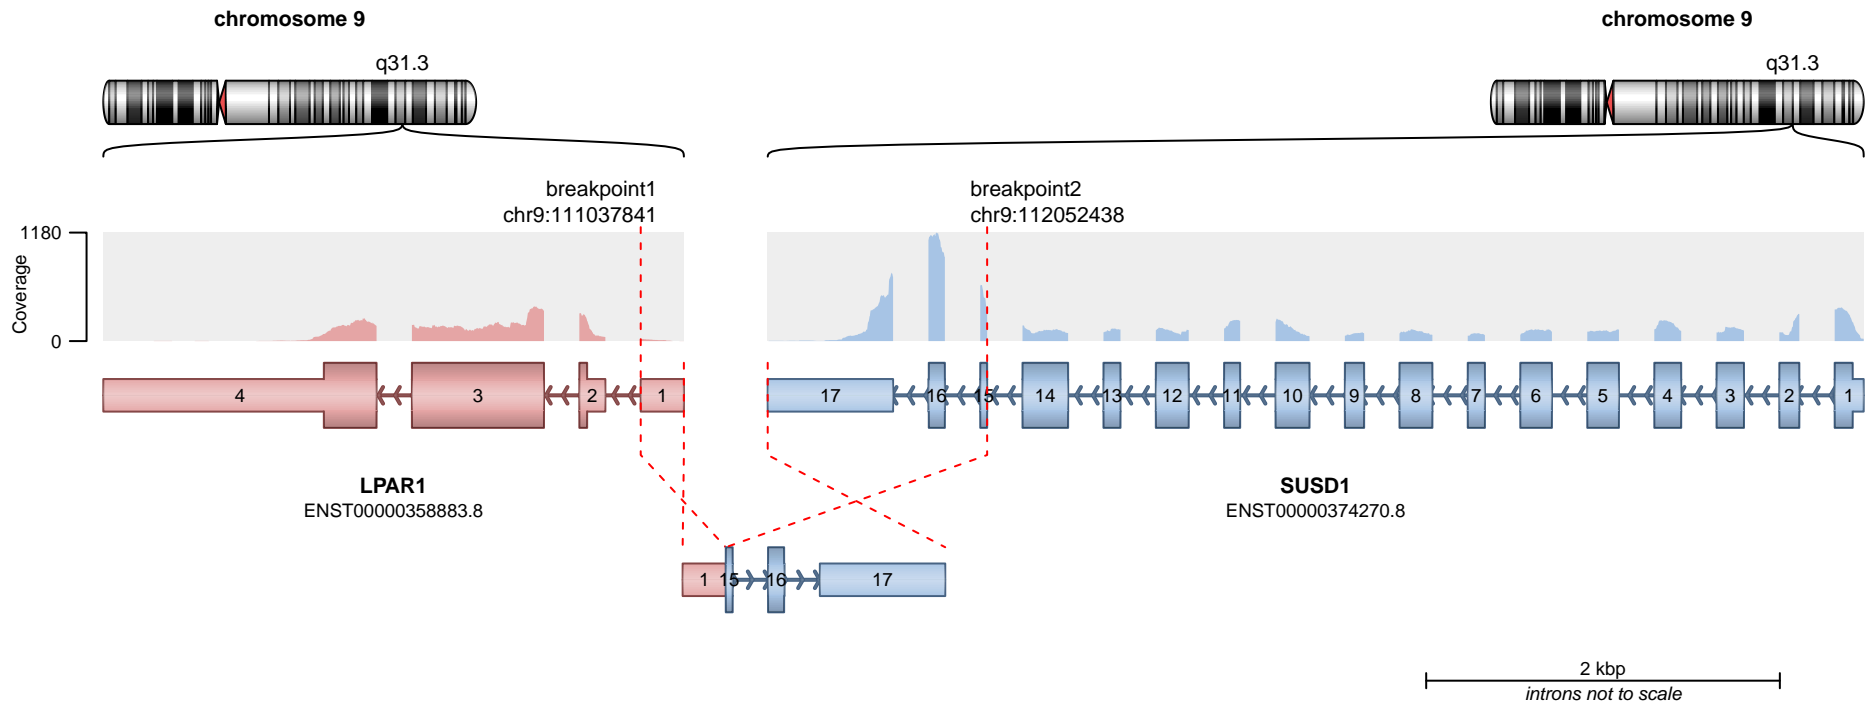 chromosome 9
chromosome 9
q31.3
q31.3
breakpoint1
chr9:111037841
breakpoint2
chr9:112052438
1180
0
Coverage
4 3 2 1
17 16 15 14 13 12 11 10 9 8 7 6 5 4 3 2 1
LPAR1
ENST00000358883.8
SUSD1
ENST00000374270.8
1 15 16 17
2 kbp
introns not to scale